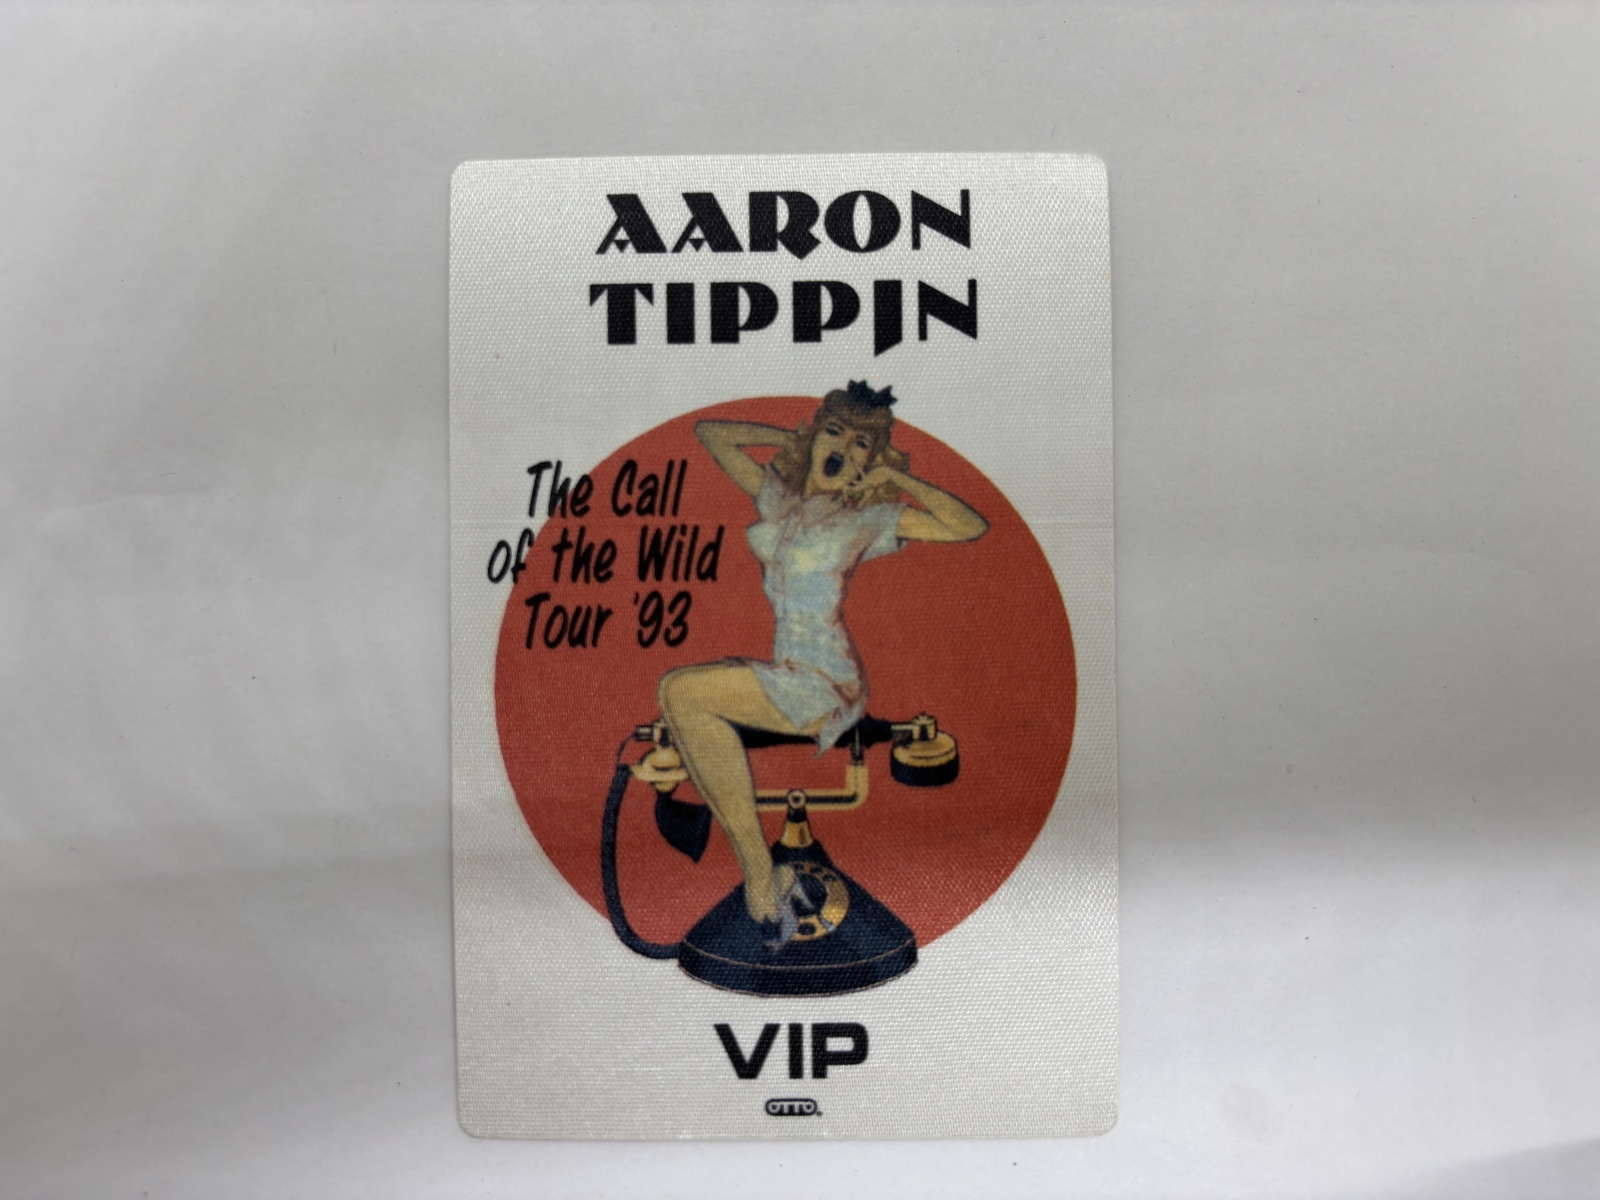 AARON
TIPPIN
The Call
of the Wild
Tour '93
VIP
OTTO